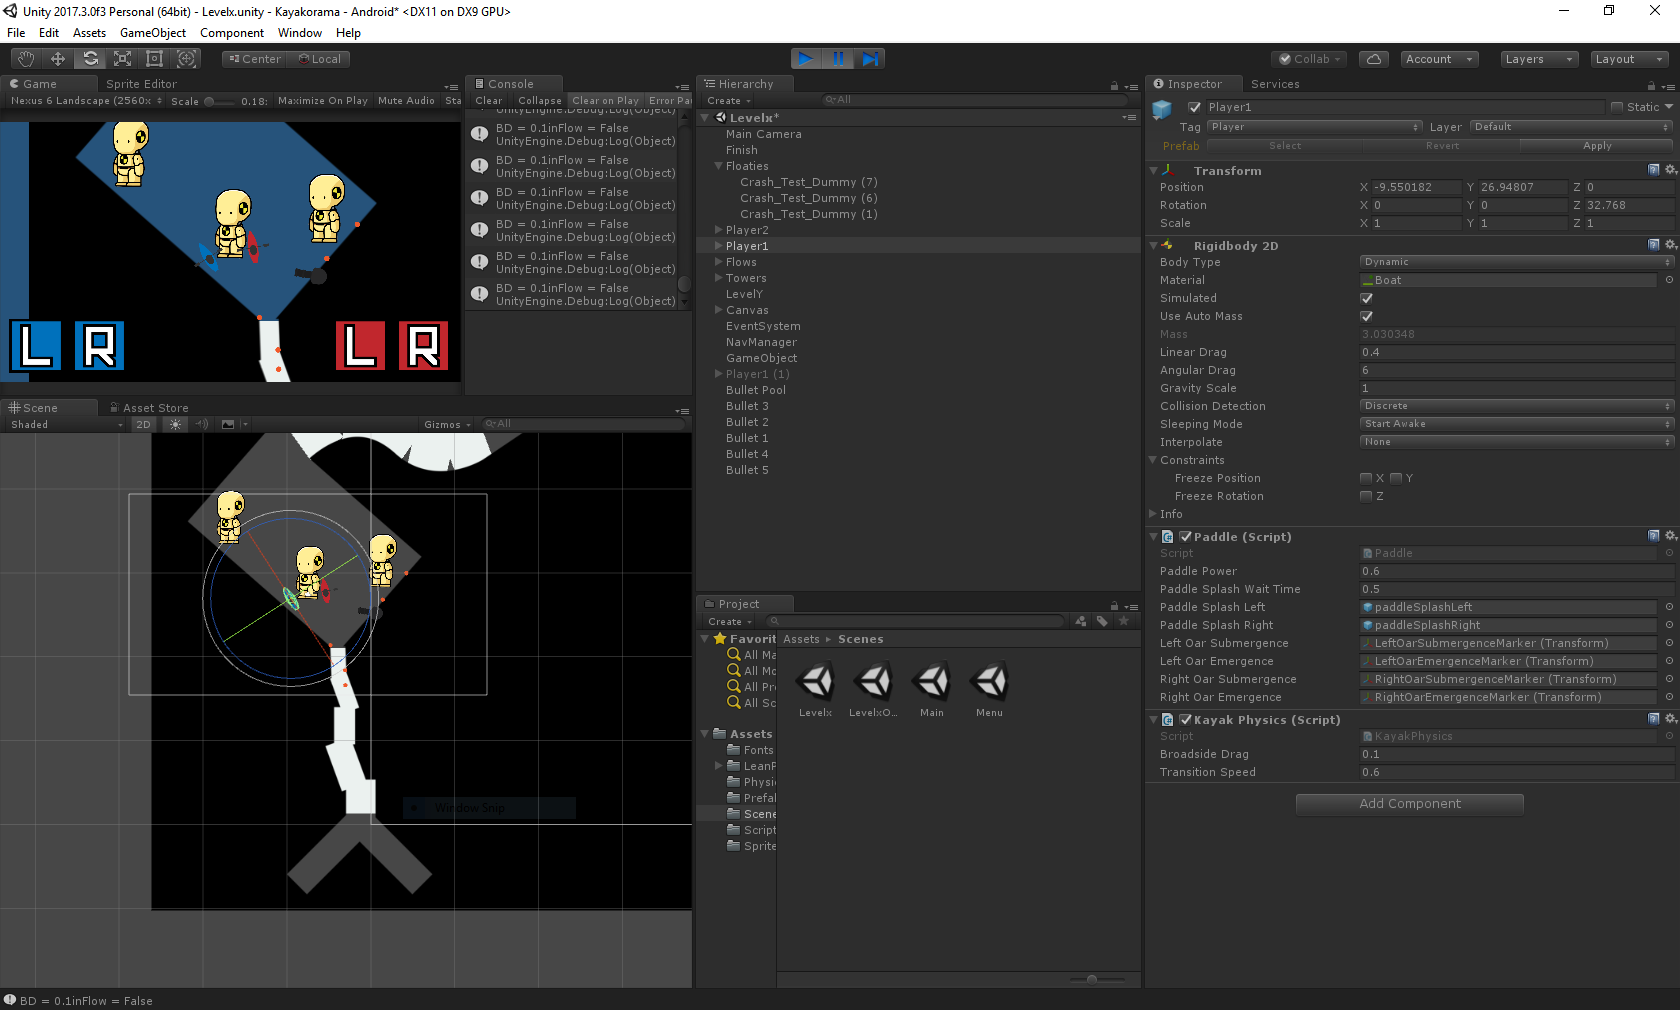 Unity 2017.3.0f3 Personal (64bit) - Levelx.unity - Kayakorama - Android* <DX11 on DX9 GPU>
File Edit Assets GameObject Component Window Help
Center Local
Collab Account Layers Layout
Game Sprite Editor
Nexus 6 Landscape (2560x Scale 0.18: Maximize On Play Mute Audio Sta
L R L R
Console
Clear Collapse Clear on Play Error Pa
UnityEngine.Debug:Log(Object)
BD = 0.1inFlow = False
UnityEngine.Debug:Log(Object)
BD = 0.1inFlow = False
UnityEngine.Debug:Log(Object)
BD = 0.1inFlow = False
UnityEngine.Debug:Log(Object)
BD = 0.1inFlow = False
UnityEngine.Debug:Log(Object)
BD = 0.1inFlow = False
UnityEngine.Debug:Log(Object)
BD = 0.1inFlow = False
UnityEngine.Debug:Log(Object)
Scene Asset Store
Shaded 2D Gizmos All
Window Snip
Hierarchy
Create All
Levelx*
Main Camera
Finish
Floaties
Crash_Test_Dummy (7)
Crash_Test_Dummy (6)
Crash_Test_Dummy (1)
Player2
Player1
Flows
Towers
LevelY
Canvas
EventSystem
NavManager
GameObject
Player1 (1)
Bullet Pool
Bullet 3
Bullet 2
Bullet 1
Bullet 4
Bullet 5
Project
Create
Favorit
All Ma
All Mo
All Pre
All Sc
Assets
Fonts
LeanP
Physi
Prefal
Scene
Script
Sprite
Assets Scenes
Levelx LevelxO... Main Menu
Inspector Services
Player1 Static
Tag Player Layer Default
Prefab Select Revert Apply
Transform
Position X -9.550182 Y 26.94807 Z 0
Rotation X 0 Y 0 Z 32.768
Scale X 1 Y 1 Z 1
Rigidbody 2D
Body Type Dynamic
Material Boat
Simulated
Use Auto Mass
Mass 3.030348
Linear Drag 0.4
Angular Drag 6
Gravity Scale 1
Collision Detection Discrete
Sleeping Mode Start Awake
Interpolate None
Constraints
Freeze Position X Y
Freeze Rotation Z
Info
Paddle (Script)
Script Paddle
Paddle Power 0.6
Paddle Splash Wait Time 0.5
Paddle Splash Left paddleSplashLeft
Paddle Splash Right paddleSplashRight
Left Oar Submergence LeftOarSubmergenceMarker (Transform)
Left Oar Emergence LeftOarEmergenceMarker (Transform)
Right Oar Submergence RightOarSubmergenceMarker (Transform)
Right Oar Emergence RightOarEmergenceMarker (Transform)
Kayak Physics (Script)
Script KayakPhysics
Broadside Drag 0.1
Transition Speed 0.6
Add Component
BD = 0.1inFlow = False